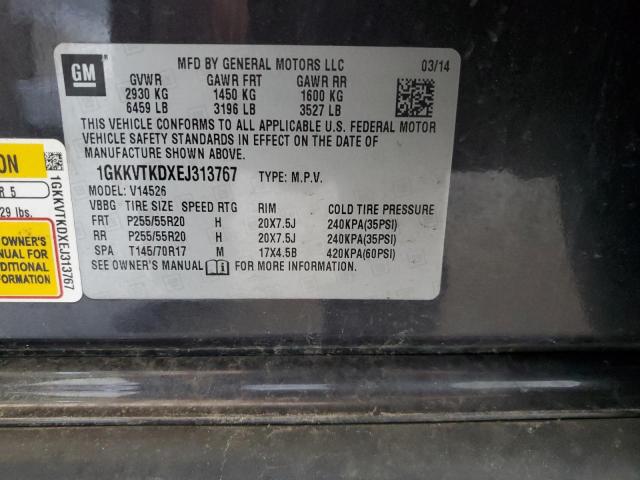 GM
MFD BY GENERAL MOTORS LLC 03/14
GVWR GAWR FRT GAWR RR
2930 KG 1450 KG 1600 KG
6459 LB 3196 LB 3527 LB
THIS VEHICLE CONFORMS TO ALL APPLICABLE U.S. FEDERAL MOTOR
VEHICLE SAFETY STANDARDS IN EFFECT ON THE DATE OF
MANUFACTURE SHOWN ABOVE.
1GKKVTKDXEJ313767 TYPE: M.P.V.
MODEL: V14526
VBBG TIRE SIZE SPEED RTG RIM COLD TIRE PRESSURE
FRT P255/55R20 H 20X7.5J 240KPA(35PSI)
RR P255/55R20 H 20X7.5J 240KPA(35PSI)
SPA T145/70R17 M 17X4.5B 420KPA(60PSI)
SEE OWNER'S MANUAL FOR MORE INFORMATION.
ON
R 5
29 lbs.
OWNER'S
NUAL FOR
DITIONAL
FORMATION
1GKKVTKDXEJ313767